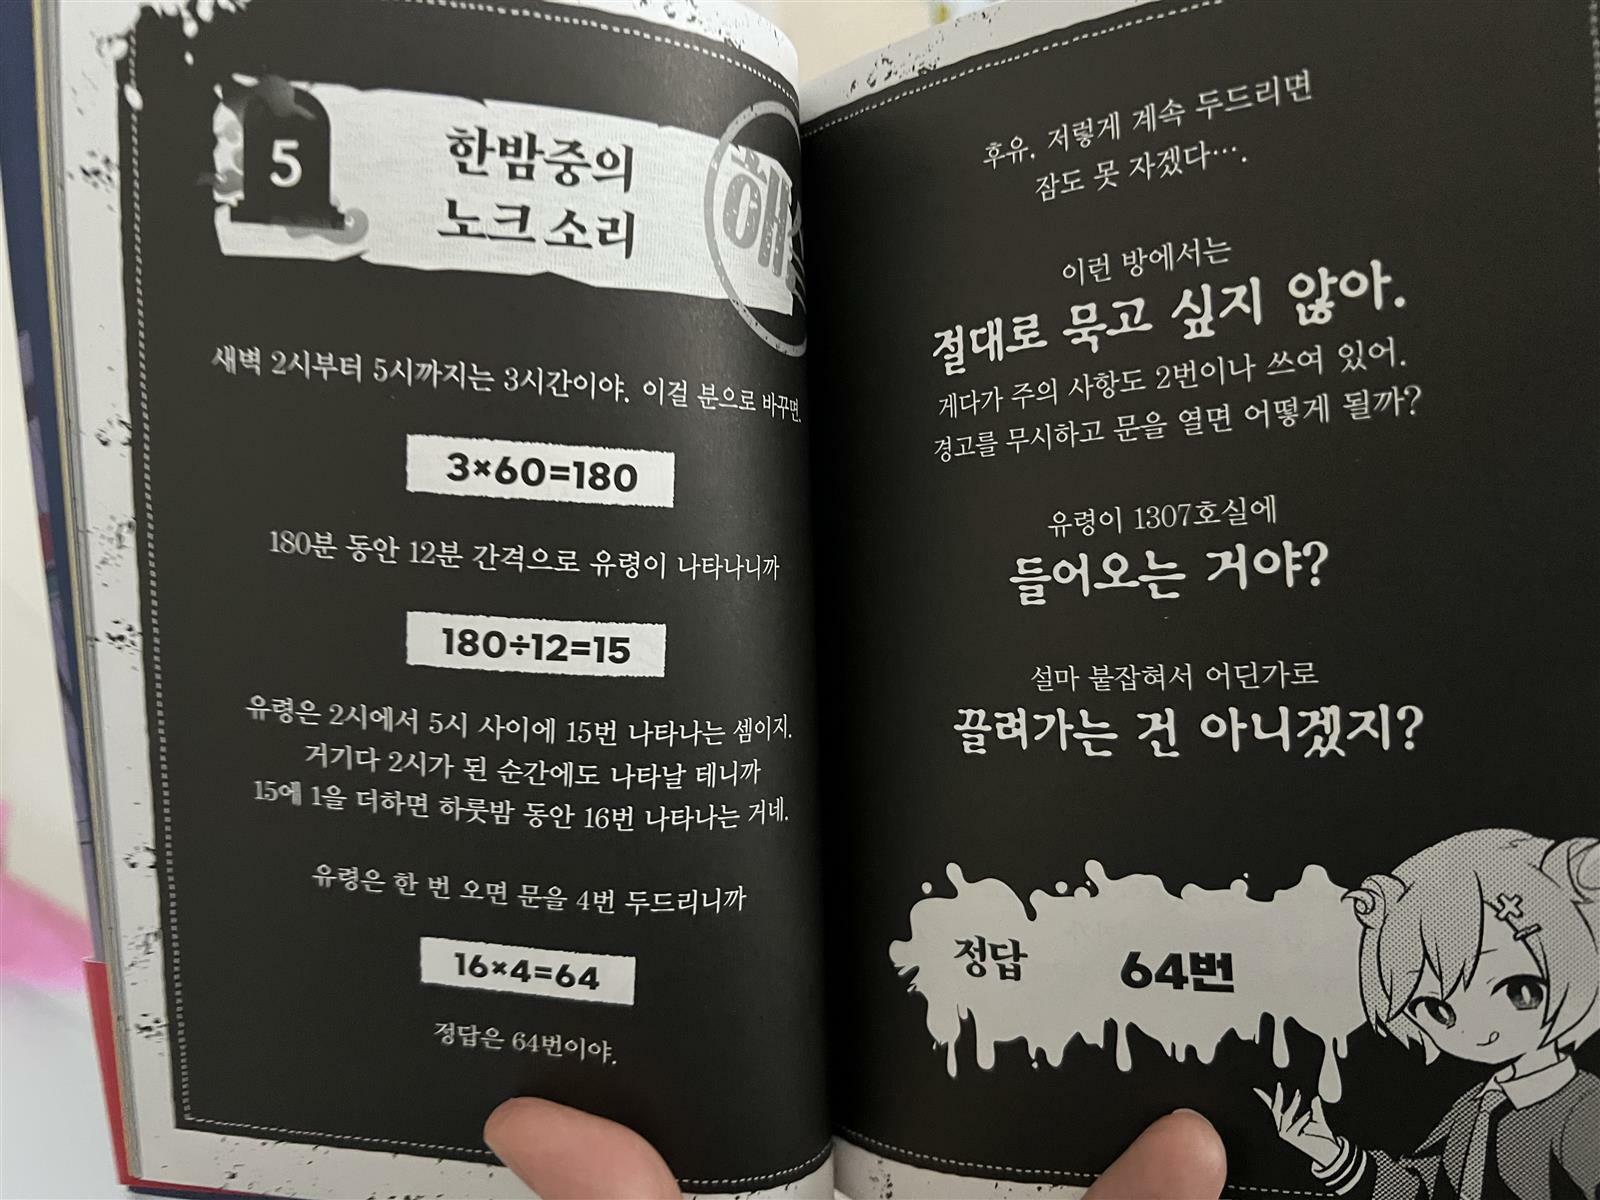 5
한밤중의
노크 소리
새벽 2시부터 5시까지는 3시간이야. 이걸 분으로 바꾸면,
3×60=180
180분 동안 12분 간격으로 유령이 나타나니까
180÷12=15
유령은 2시에서 5시 사이에 15번 나타나는 셈이지.
거기다 2시가 된 순간에도 나타날 테니까
15에 1을 더하면 하룻밤 동안 16번 나타나는 거네.
유령은 한 번 오면 문을 4번 두드리니까
16×4=64
정답은 64번이야.
후유, 저렇게 계속 두드리면
잠도 못 자겠다….
이런 방에서는
절대로 묵고 싶지 않아.
게다가 주의 사항도 2번이나 쓰여 있어.
경고를 무시하고 문을 열면 어떻게 될까?
유령이 1307호실에
들어오는 거야?
설마 붙잡혀서 어딘가로
끌려가는 건 아니겠지?
정답 64번